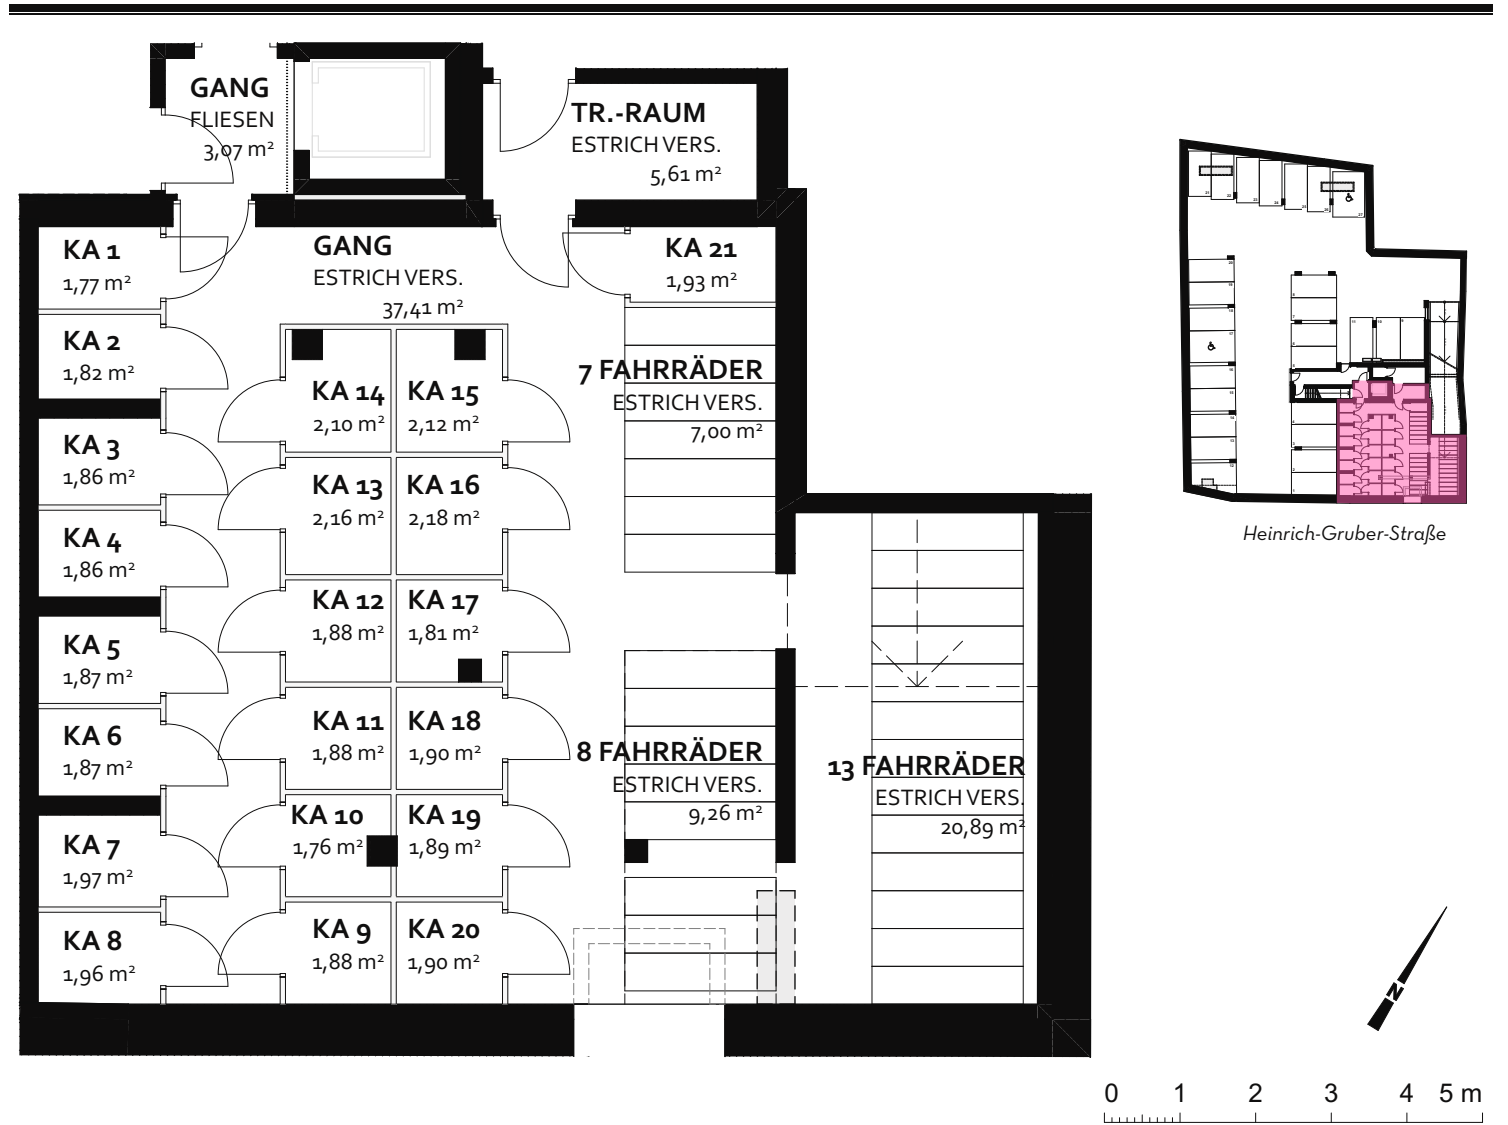 GANG
FLIESEN
3,07 m²
TR.-RAUM
ESTRICH VERS.
5,61 m²
KA 1
1,77 m²
GANG
ESTRICH VERS.
37,41 m²
KA 21
1,93 m²
KA 2
1,82 m²
7 FAHRRÄDER
ESTRICH VERS.
7,00 m²
KA 14
2,10 m²
KA 15
2,12 m²
KA 3
1,86 m²
KA 13
2,16 m²
KA 16
2,18 m²
KA 4
1,86 m²
KA 12
1,88 m²
KA 17
1,81 m²
KA 5
1,87 m²
KA 11
1,88 m²
KA 18
1,90 m²
KA 6
1,87 m²
8 FAHRRÄDER
ESTRICH VERS.
9,26 m²
13 FAHRRÄDER
ESTRICH VERS.
20,89 m²
KA 10
1,76 m²
KA 19
1,89 m²
KA 7
1,97 m²
KA 9
1,88 m²
KA 20
1,90 m²
KA 8
1,96 m²
Heinrich-Gruber-Straße
N
0 1 2 3 4 5 m